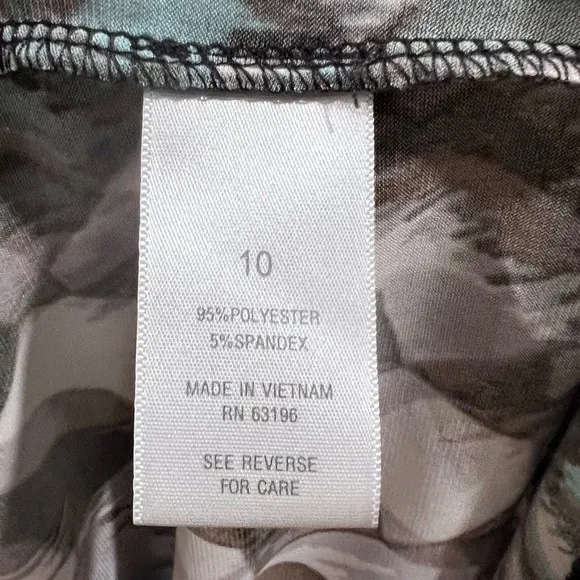 10
95%POLYESTER
5%SPANDEX
MADE IN VIETNAM
RN 63196
SEE REVERSE
FOR CARE